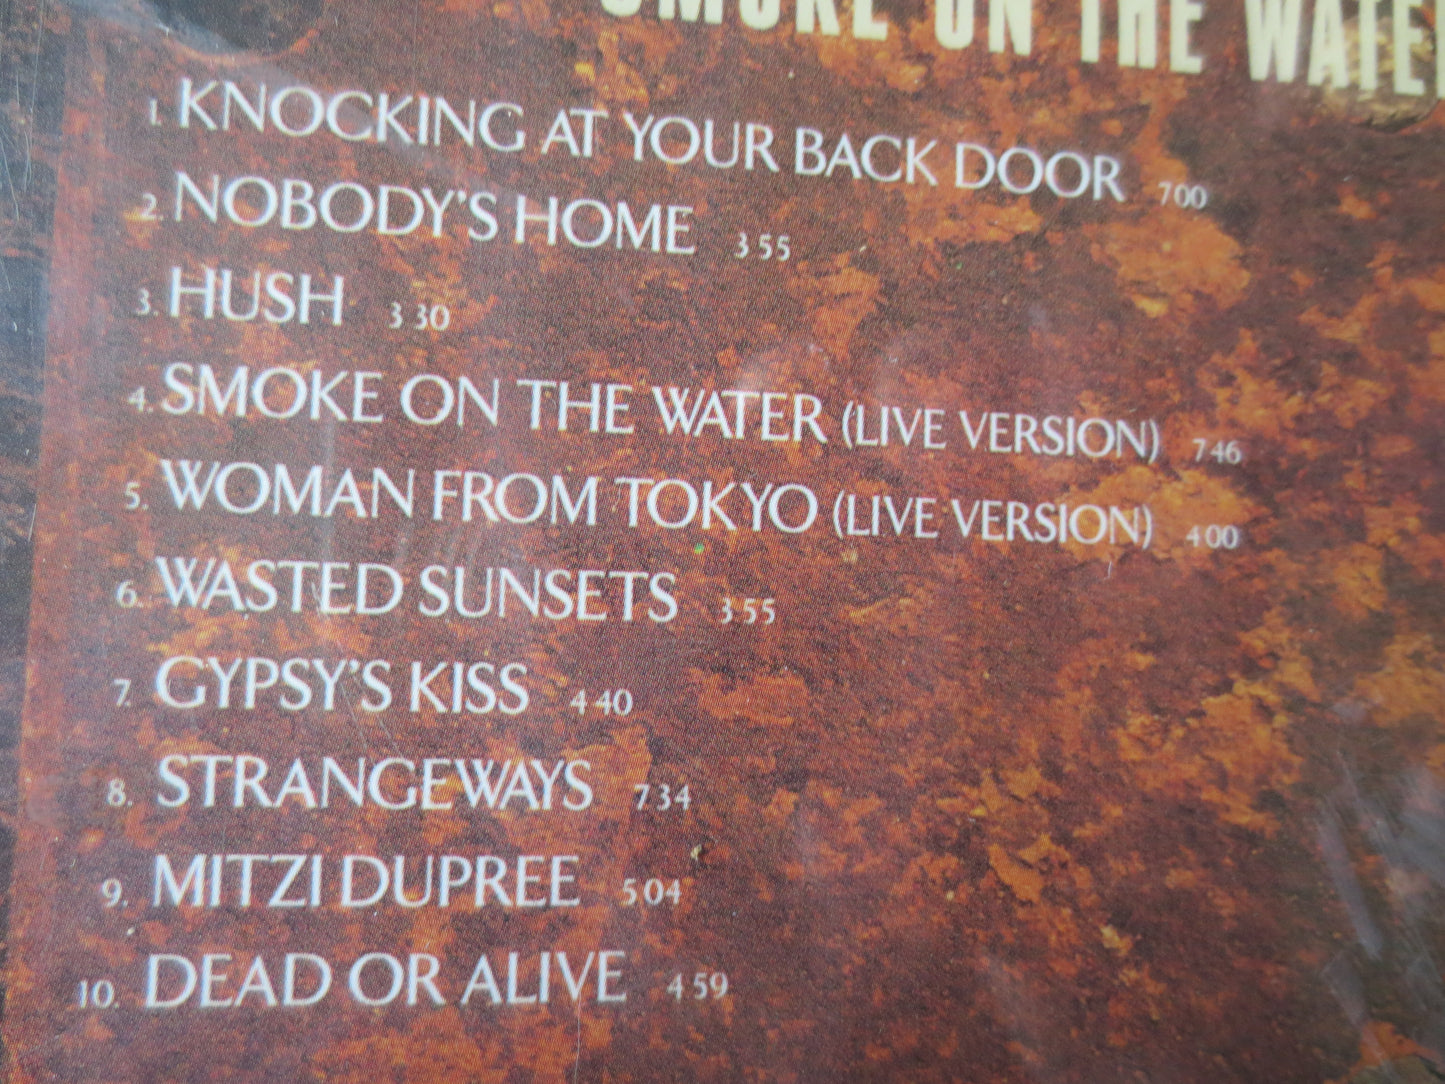 SMOKE ON THE WATER
1. KNOCKING AT YOUR BACK DOOR 7 00
2. NOBODY'S HOME 3 55
3. HUSH 3 30
4. SMOKE ON THE WATER (LIVE VERSION) 7 46
5. WOMAN FROM TOKYO (LIVE VERSION) 4 00
6. WASTED SUNSETS 3 55
7. GYPSY'S KISS 4 40
8. STRANGEWAYS 7 34
9. MITZI DUPREE 5 04
10. DEAD OR ALIVE 4 59